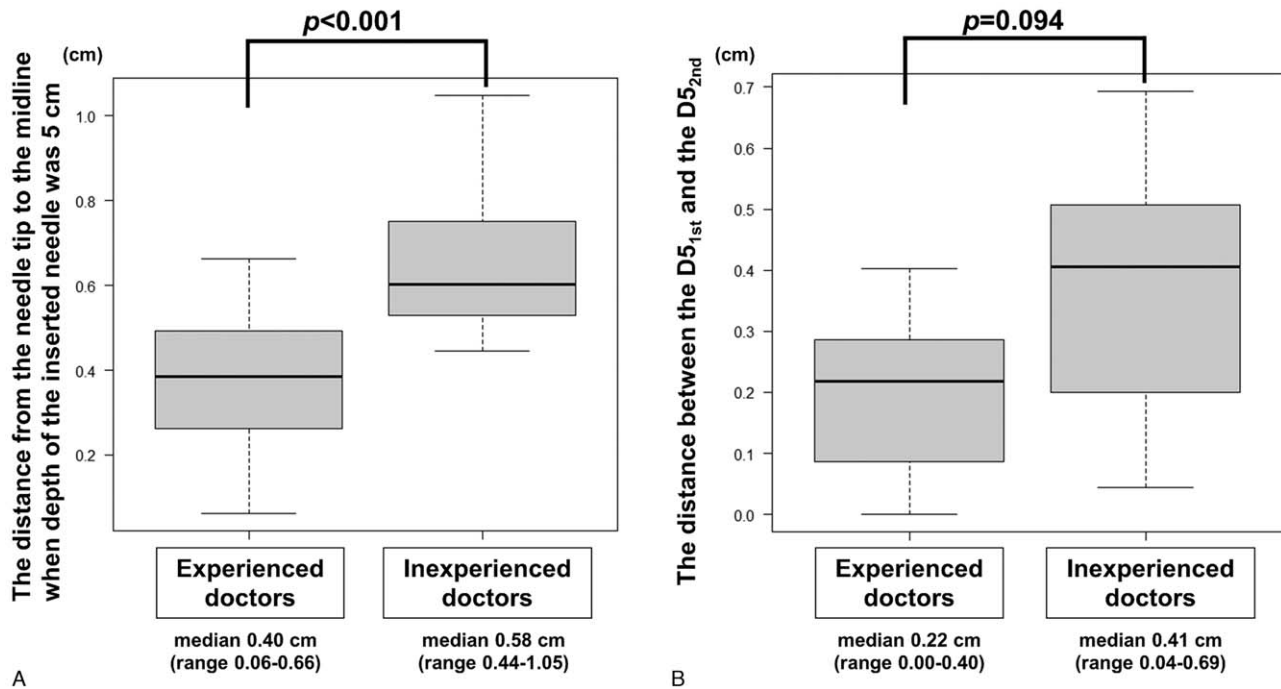 p<0.001
(cm)
The distance from the needle tip to the midline
when depth of the inserted needle was 5 cm
1.0
0.8
0.6
0.4
0.2
Experienced
doctors
Inexperienced
doctors
median 0.40 cm
(range 0.06-0.66)
median 0.58 cm
(range 0.44-1.05)
A
p=0.094
(cm)
The distance between the D5₁st and the D5₂nd
0.7
0.6
0.5
0.4
0.3
0.2
0.1
0.0
Experienced
doctors
Inexperienced
doctors
median 0.22 cm
(range 0.00-0.40)
median 0.41 cm
(range 0.04-0.69)
B